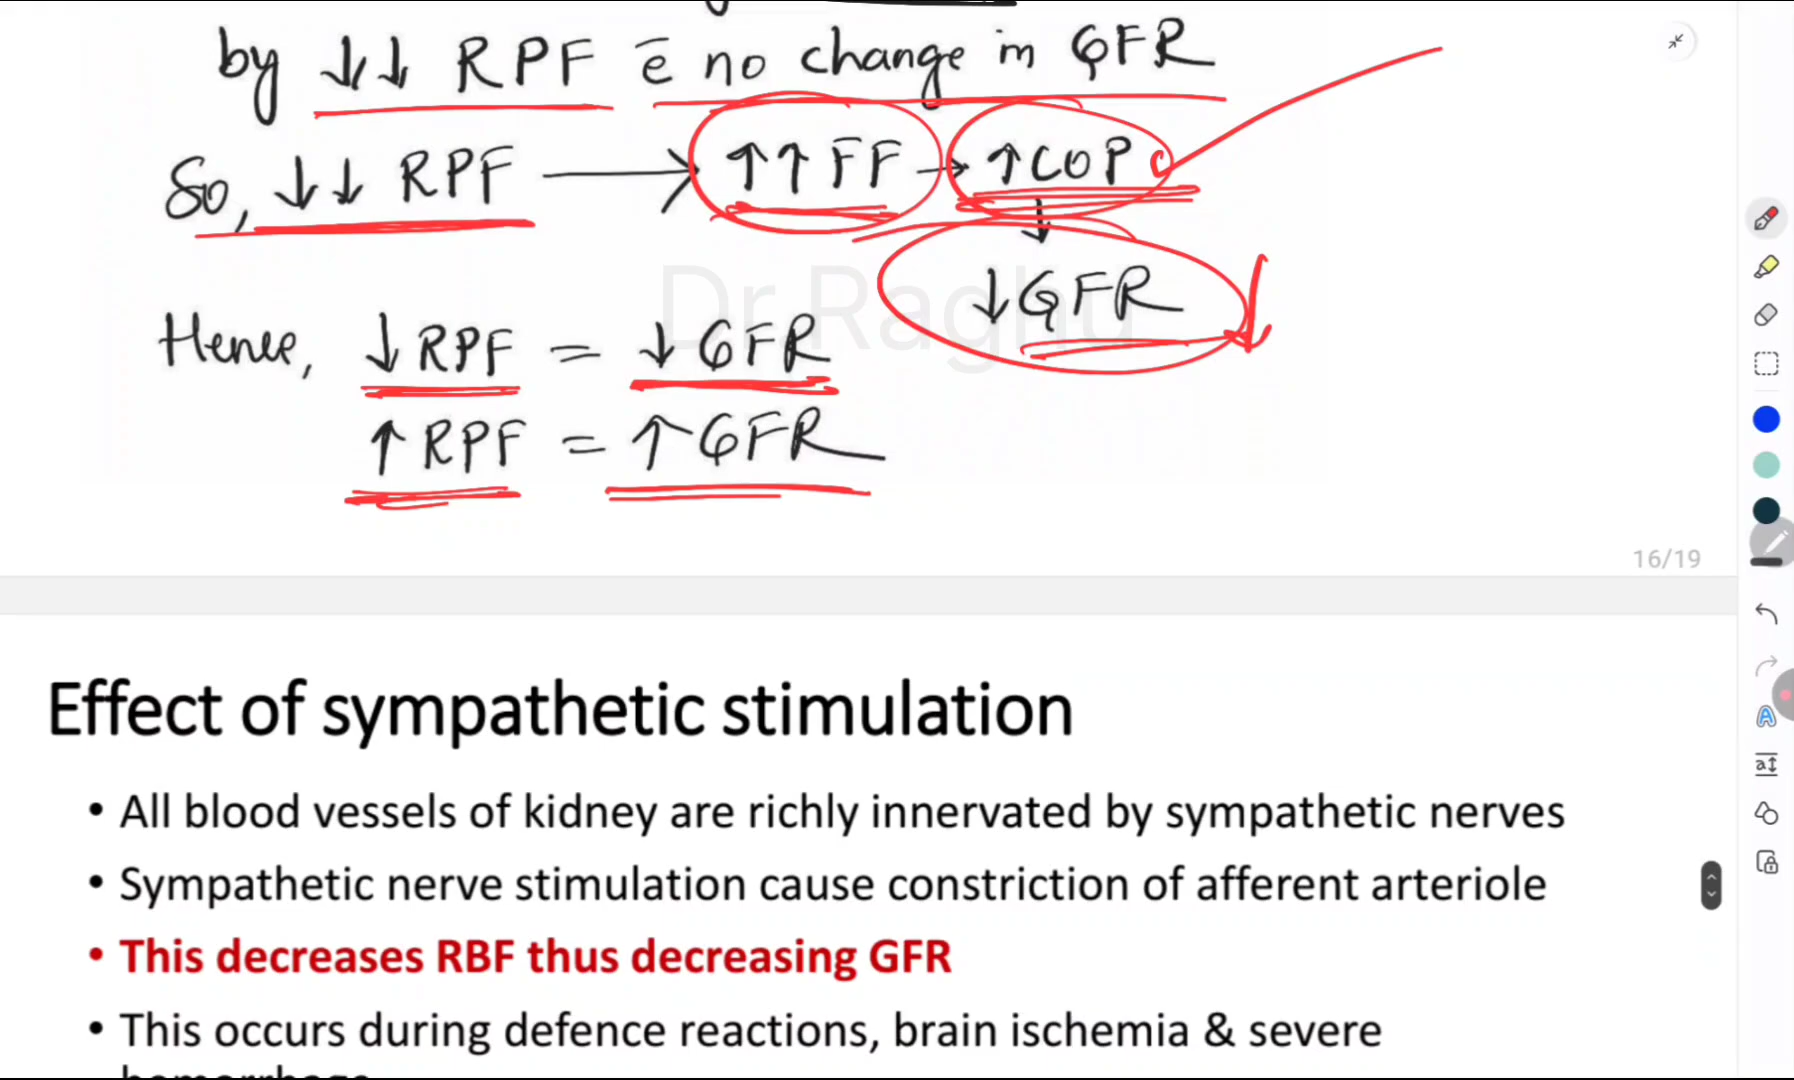 by ↓↓ RPF c̄ no change in GFR
So, ↓↓ RPF → ↑↑ FF → ↑COP
↓
↓GFR
Dr.Raghu
Hence, ↓RPF = ↓GFR
↑RPF = ↑GFR
16/19
Effect of sympathetic stimulation
• All blood vessels of kidney are richly innervated by sympathetic nerves
• Sympathetic nerve stimulation cause constriction of afferent arteriole
• This decreases RBF thus decreasing GFR
• This occurs during defence reactions, brain ischemia & severe